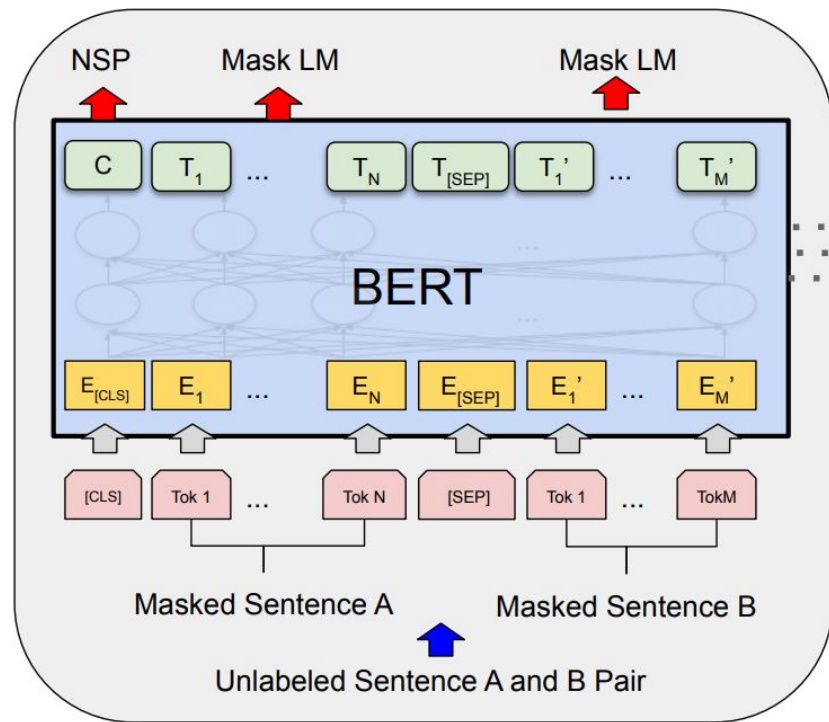 NSP Mask LM Mask LM
C T1 ... TN T[SEP] T1' ... TM'
...
BERT
...
E[CLS] E1 ... EN E[SEP] E1' ... EM'
[CLS] Tok 1 ... Tok N [SEP] Tok 1 ... TokM
Masked Sentence A Masked Sentence B
Unlabeled Sentence A and B Pair